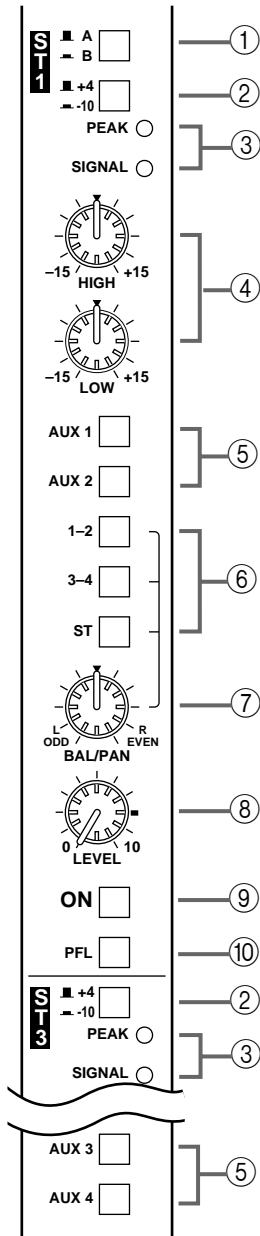 ST1
A
B
①
+4
-10
②
PEAK
③
SIGNAL
-15 +15
HIGH
④
-15 +15
LOW
AUX 1
⑤
AUX 2
1–2
3–4
⑥
ST
L R
ODD EVEN
BAL/PAN
⑦
0 10
LEVEL
⑧
ON
⑨
PFL
⑩
ST3
+4
-10
②
PEAK
③
SIGNAL
AUX 3
⑤
AUX 4